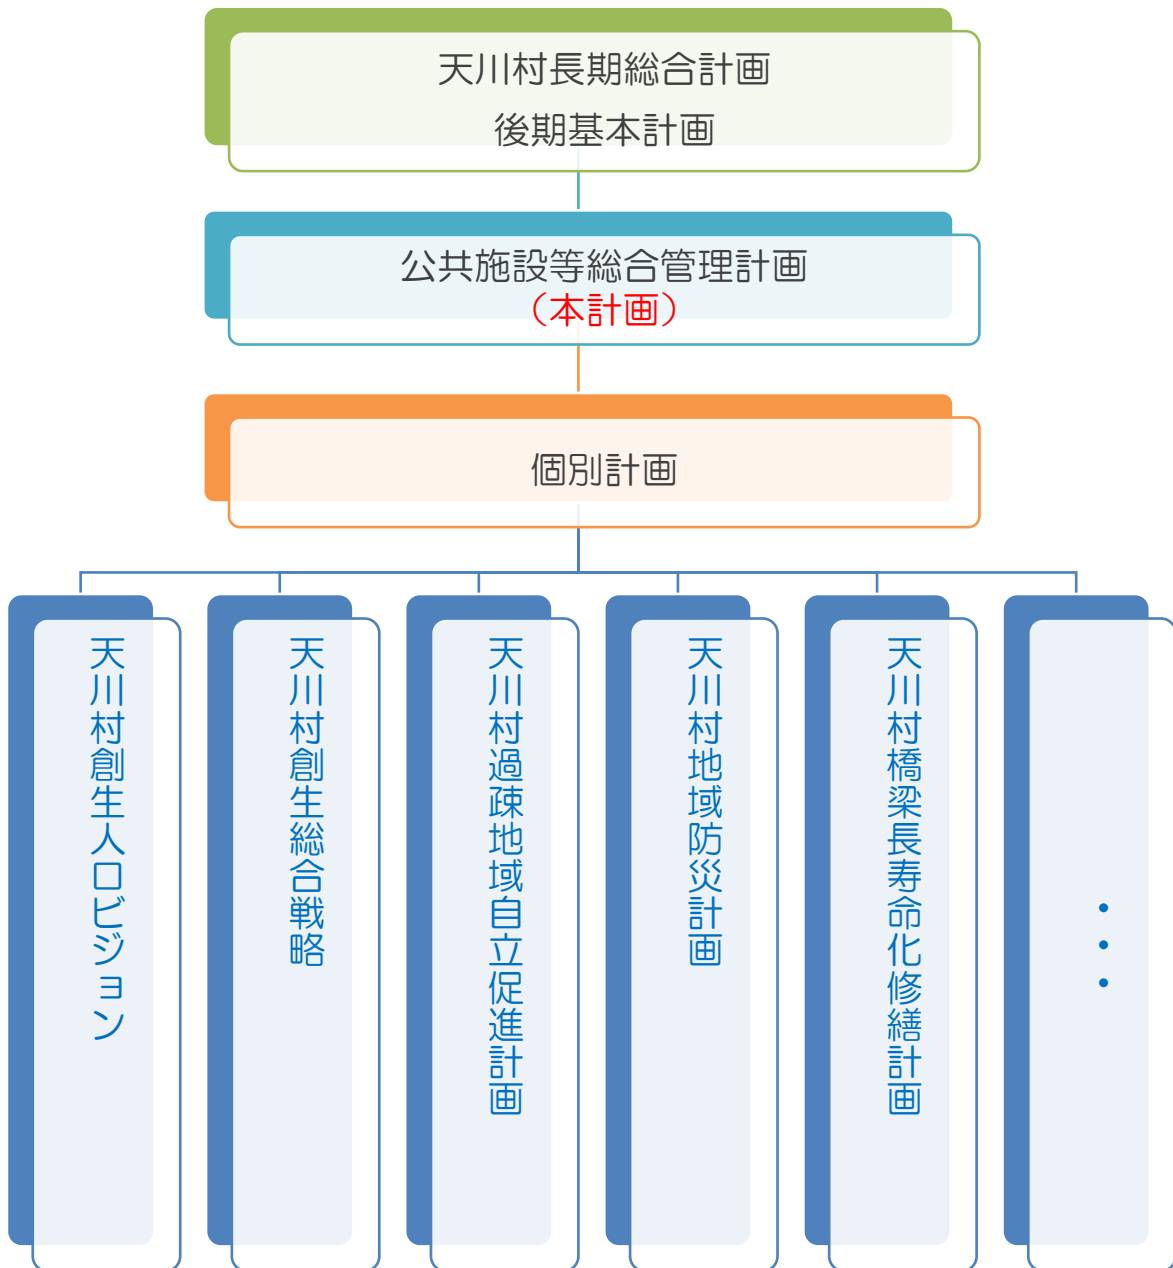 天川村長期総合計画
後期基本計画
公共施設等総合管理計画
（本計画）
個別計画
天川村創生人口ビジョン
天川村創生総合戦略
天川村過疎地域自立促進計画
天川村地域防災計画
天川村橋梁長寿命化修繕計画
・・・